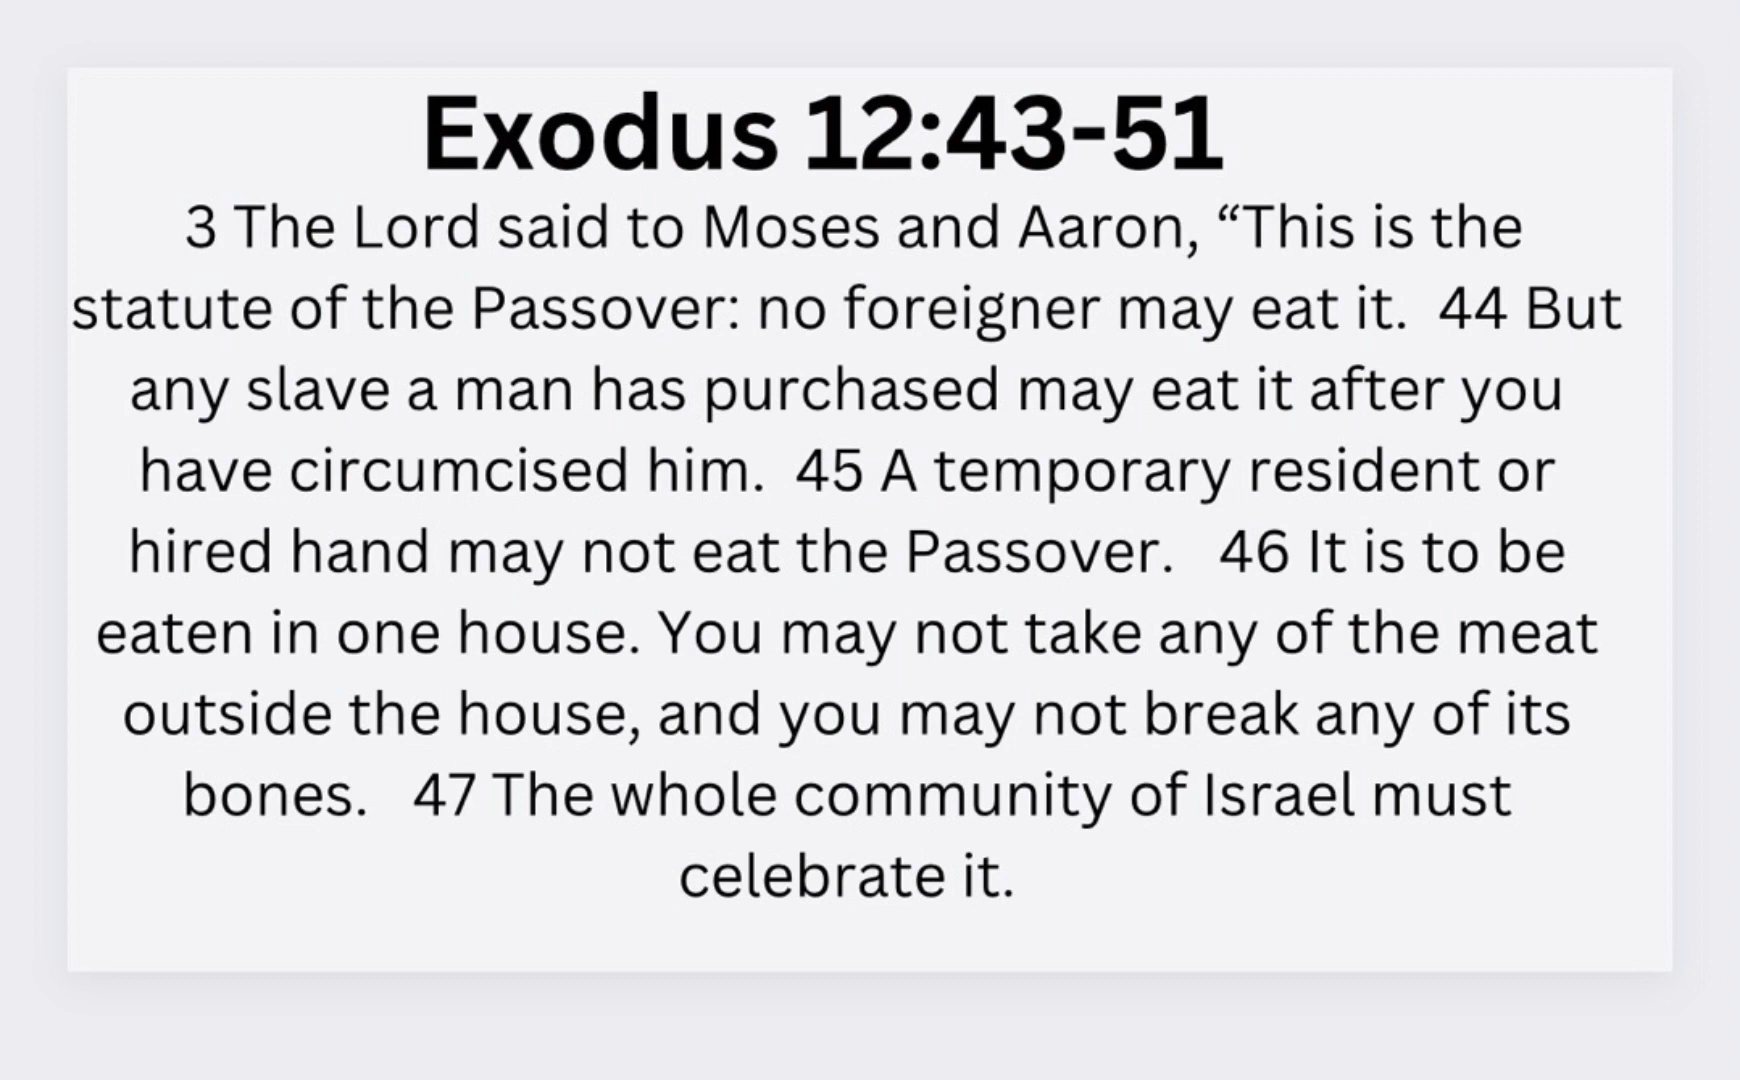 Exodus 12:43-51
3 The Lord said to Moses and Aaron, “This is the
statute of the Passover: no foreigner may eat it.  44 But
any slave a man has purchased may eat it after you
have circumcised him.  45 A temporary resident or
hired hand may not eat the Passover.   46 It is to be
eaten in one house. You may not take any of the meat
outside the house, and you may not break any of its
bones.   47 The whole community of Israel must
celebrate it.